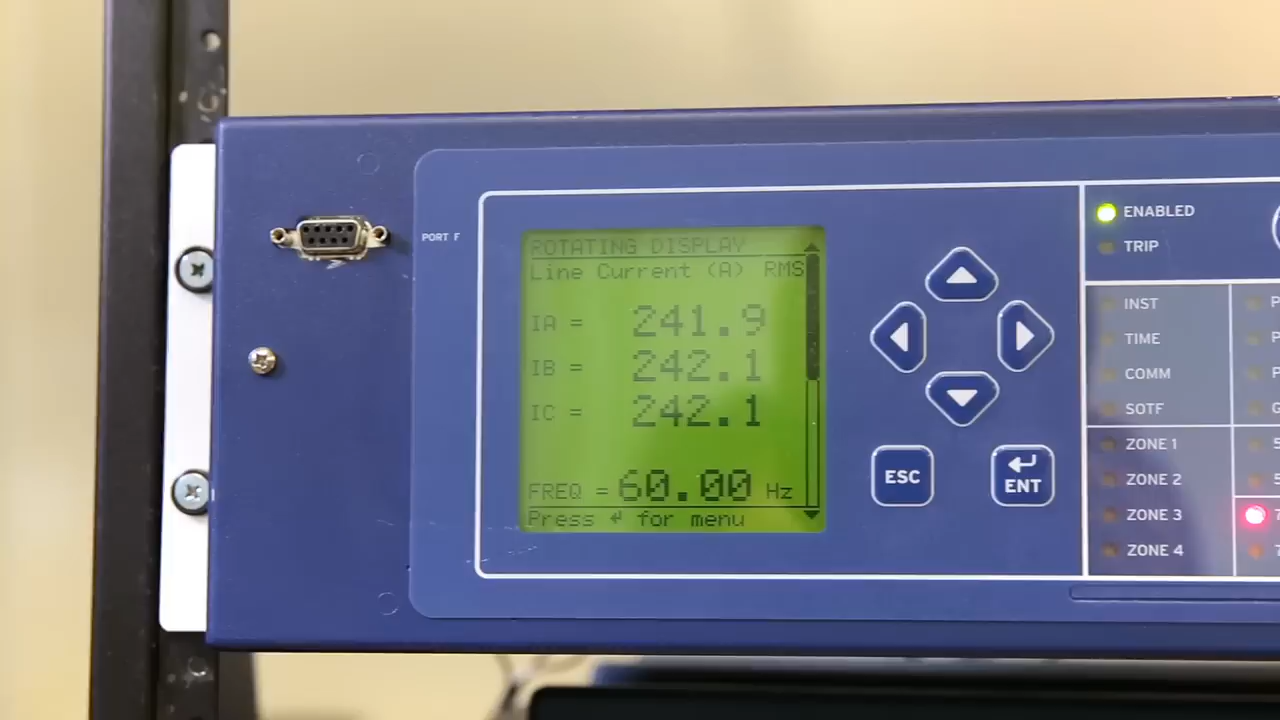 PORT F
ROTATING DISPLAY
Line Current (A) RMS
IA = 241.9
IB = 242.1
IC = 242.1
FREQ = 60.00 Hz
Press ↵ for menu
ESC
ENT
ENABLED
TRIP
INST
TIME
COMM
SOTF
ZONE 1
ZONE 2
ZONE 3
ZONE 4